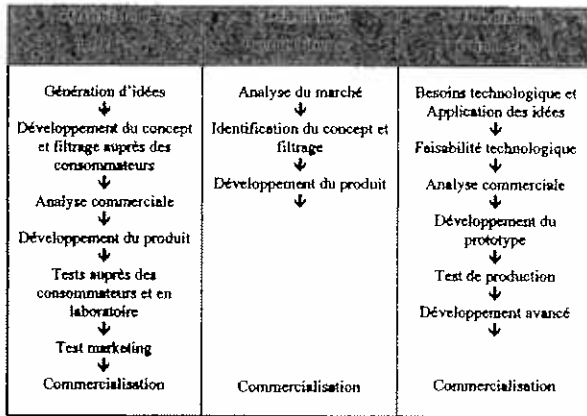 Génération d'idées
Développement du concept
et filtrage auprès des
consommateurs
Analyse commerciale
Développement du produit
Tests auprès des
consommateurs et en
laboratoire
Test marketing
Commercialisation
Analyse du marché
Identification du concept et
filtrage
Développement du produit
Commercialisation
Besoins technologique et
Application des idées
Faisabilité technologique
Analyse commerciale
Développement du
prototype
Test de production
Développement avancé
Commercialisation